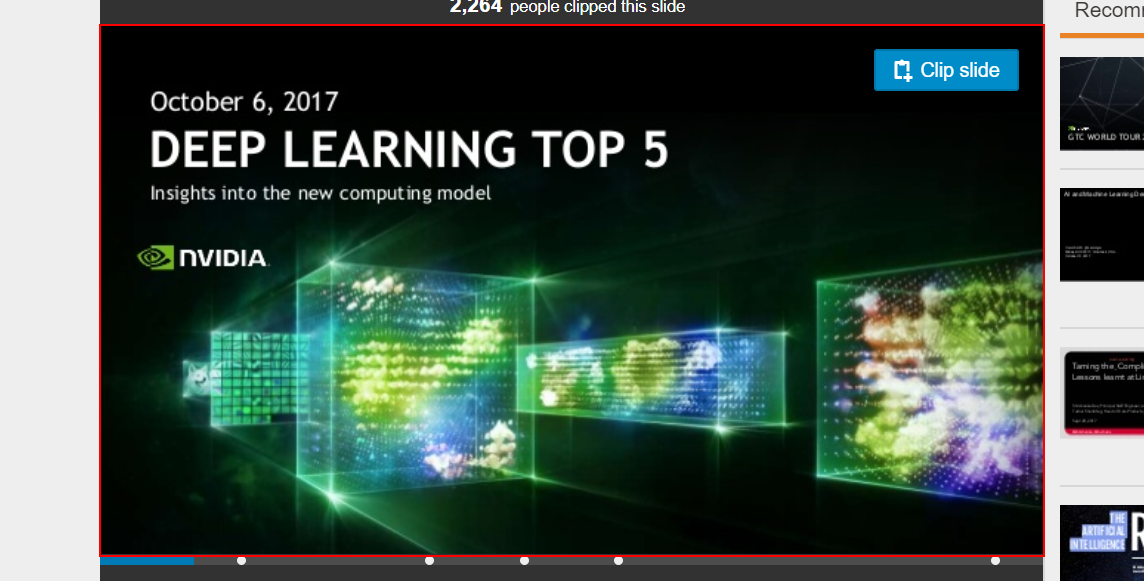 2,264 people clipped this slide
Clip slide
October 6, 2017
DEEP LEARNING TOP 5
Insights into the new computing model
NVIDIA
Recom
GTC WORLD TOUR
AI and Machine Learning De
Taming the Compl
Lessons learnt at Li
THE
ARTIFICIAL
INTELLIGENCE
R